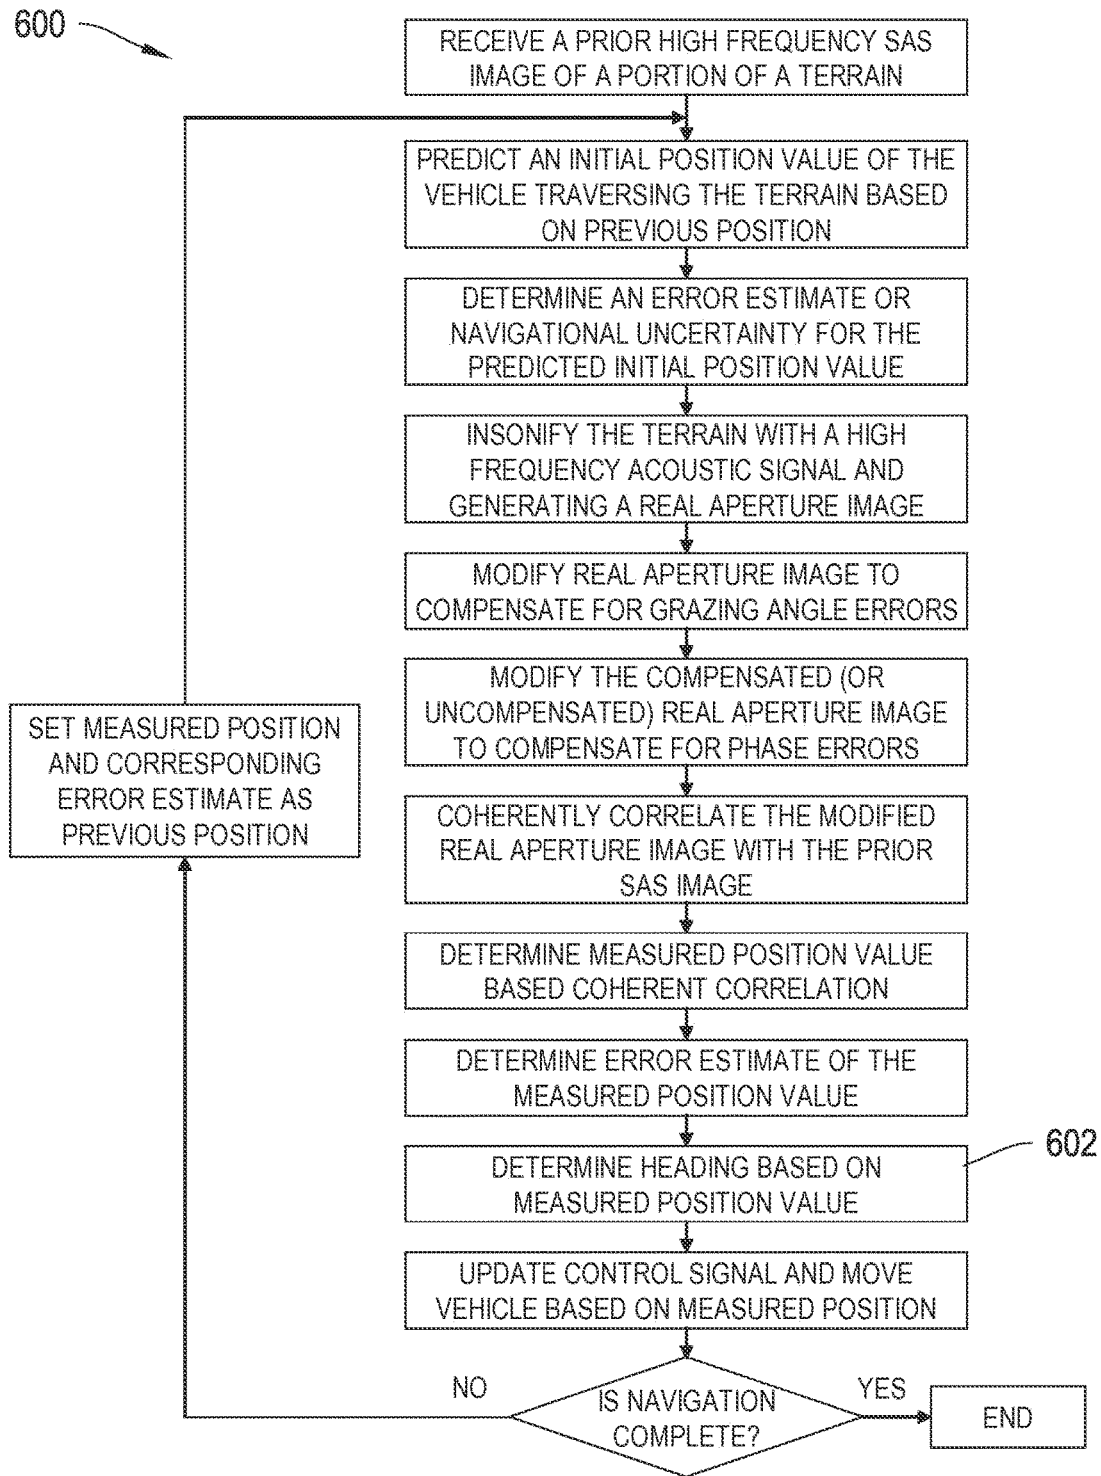 600
RECEIVE A PRIOR HIGH FREQUENCY SAS
IMAGE OF A PORTION OF A TERRAIN
PREDICT AN INITIAL POSITION VALUE OF THE
VEHICLE TRAVERSING THE TERRAIN BASED
ON PREVIOUS POSITION
DETERMINE AN ERROR ESTIMATE OR
NAVIGATIONAL UNCERTAINTY FOR THE
PREDICTED INITIAL POSITION VALUE
INSONIFY THE TERRAIN WITH A HIGH
FREQUENCY ACOUSTIC SIGNAL AND
GENERATING A REAL APERTURE IMAGE
MODIFY REAL APERTURE IMAGE TO
COMPENSATE FOR GRAZING ANGLE ERRORS
MODIFY THE COMPENSATED (OR
UNCOMPENSATED) REAL APERTURE IMAGE
TO COMPENSATE FOR PHASE ERRORS
COHERENTLY CORRELATE THE MODIFIED
REAL APERTURE IMAGE WITH THE PRIOR
SAS IMAGE
DETERMINE MEASURED POSITION VALUE
BASED COHERENT CORRELATION
DETERMINE ERROR ESTIMATE OF THE
MEASURED POSITION VALUE
DETERMINE HEADING BASED ON
MEASURED POSITION VALUE
602
UPDATE CONTROL SIGNAL AND MOVE
VEHICLE BASED ON MEASURED POSITION
IS NAVIGATION
COMPLETE?
YES
END
NO
SET MEASURED POSITION
AND CORRESPONDING
ERROR ESTIMATE AS
PREVIOUS POSITION